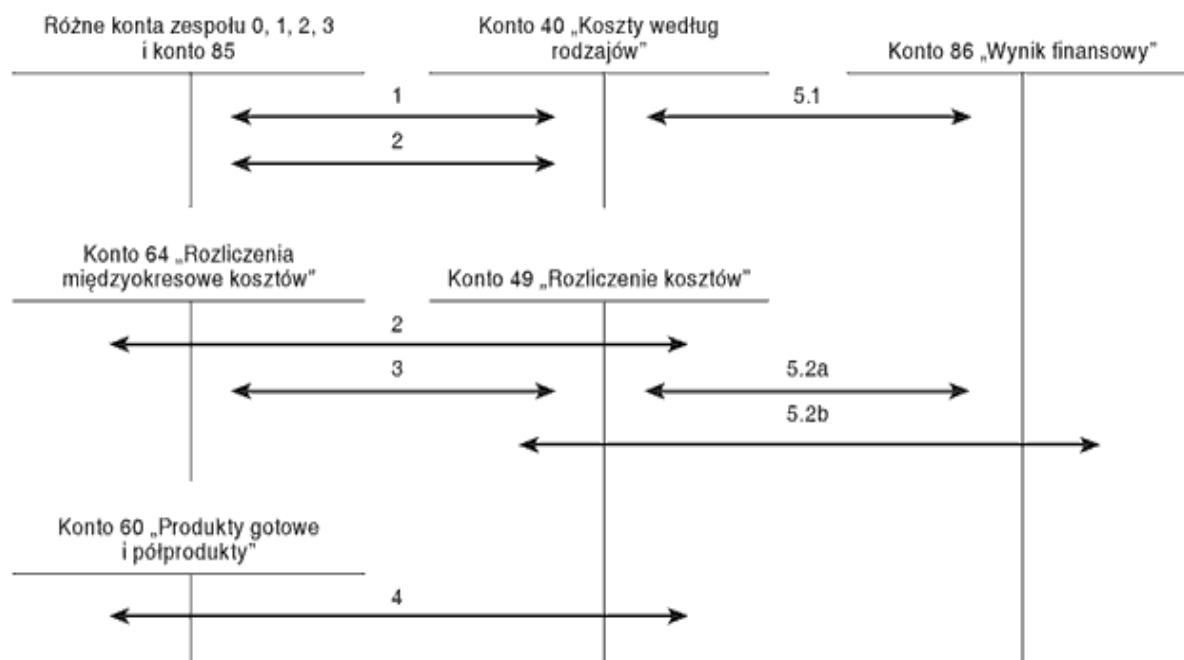 Różne konta zespołu 0, 1, 2, 3
i konto 85
Konto 40 „Koszty według
rodzajów”
Konto 86 „Wynik finansowy”
1
5.1
2
Konto 64 „Rozliczenia
międzyokresowe kosztów”
Konto 49 „Rozliczenie kosztów”
2
3
5.2a
5.2b
Konto 60 „Produkty gotowe
i półprodukty”
4